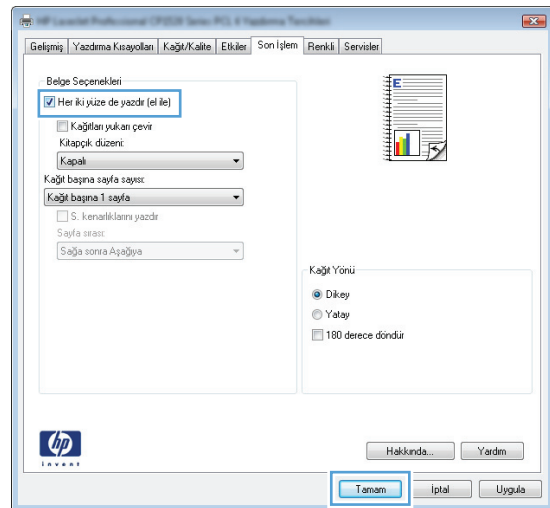 Gelişmiş Yazdırma Kısayolları Kağıt/Kalite Etkiler Son İşlem Renkli Servisler
Belge Seçenekleri
Her iki yüze de yazdır (el ile)
Kağıtları yukarı çevir
Kitapçık düzeni:
Kapalı
Kağıt başına sayfa sayısı:
Kağıt başına 1 sayfa
S. kenarlıklarını yazdır
Sayfa sırası:
Sağa sonra Aşağıya
E
Kağıt Yönü
Dikey
Yatay
180 derece döndür
hp
invent
Hakkında... Yardım
Tamam İptal Uygula